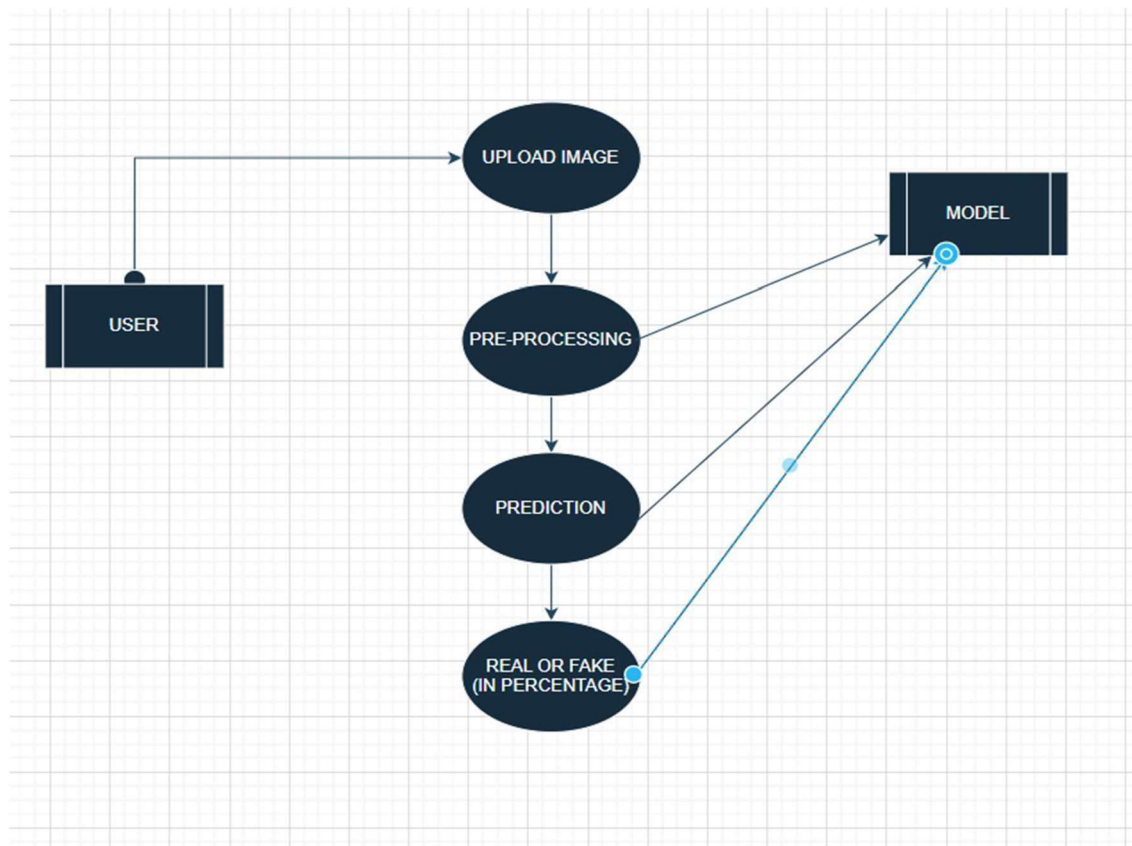 UPLOAD IMAGE
MODEL
USER
PRE-PROCESSING
PREDICTION
REAL OR FAKE
(IN PERCENTAGE)